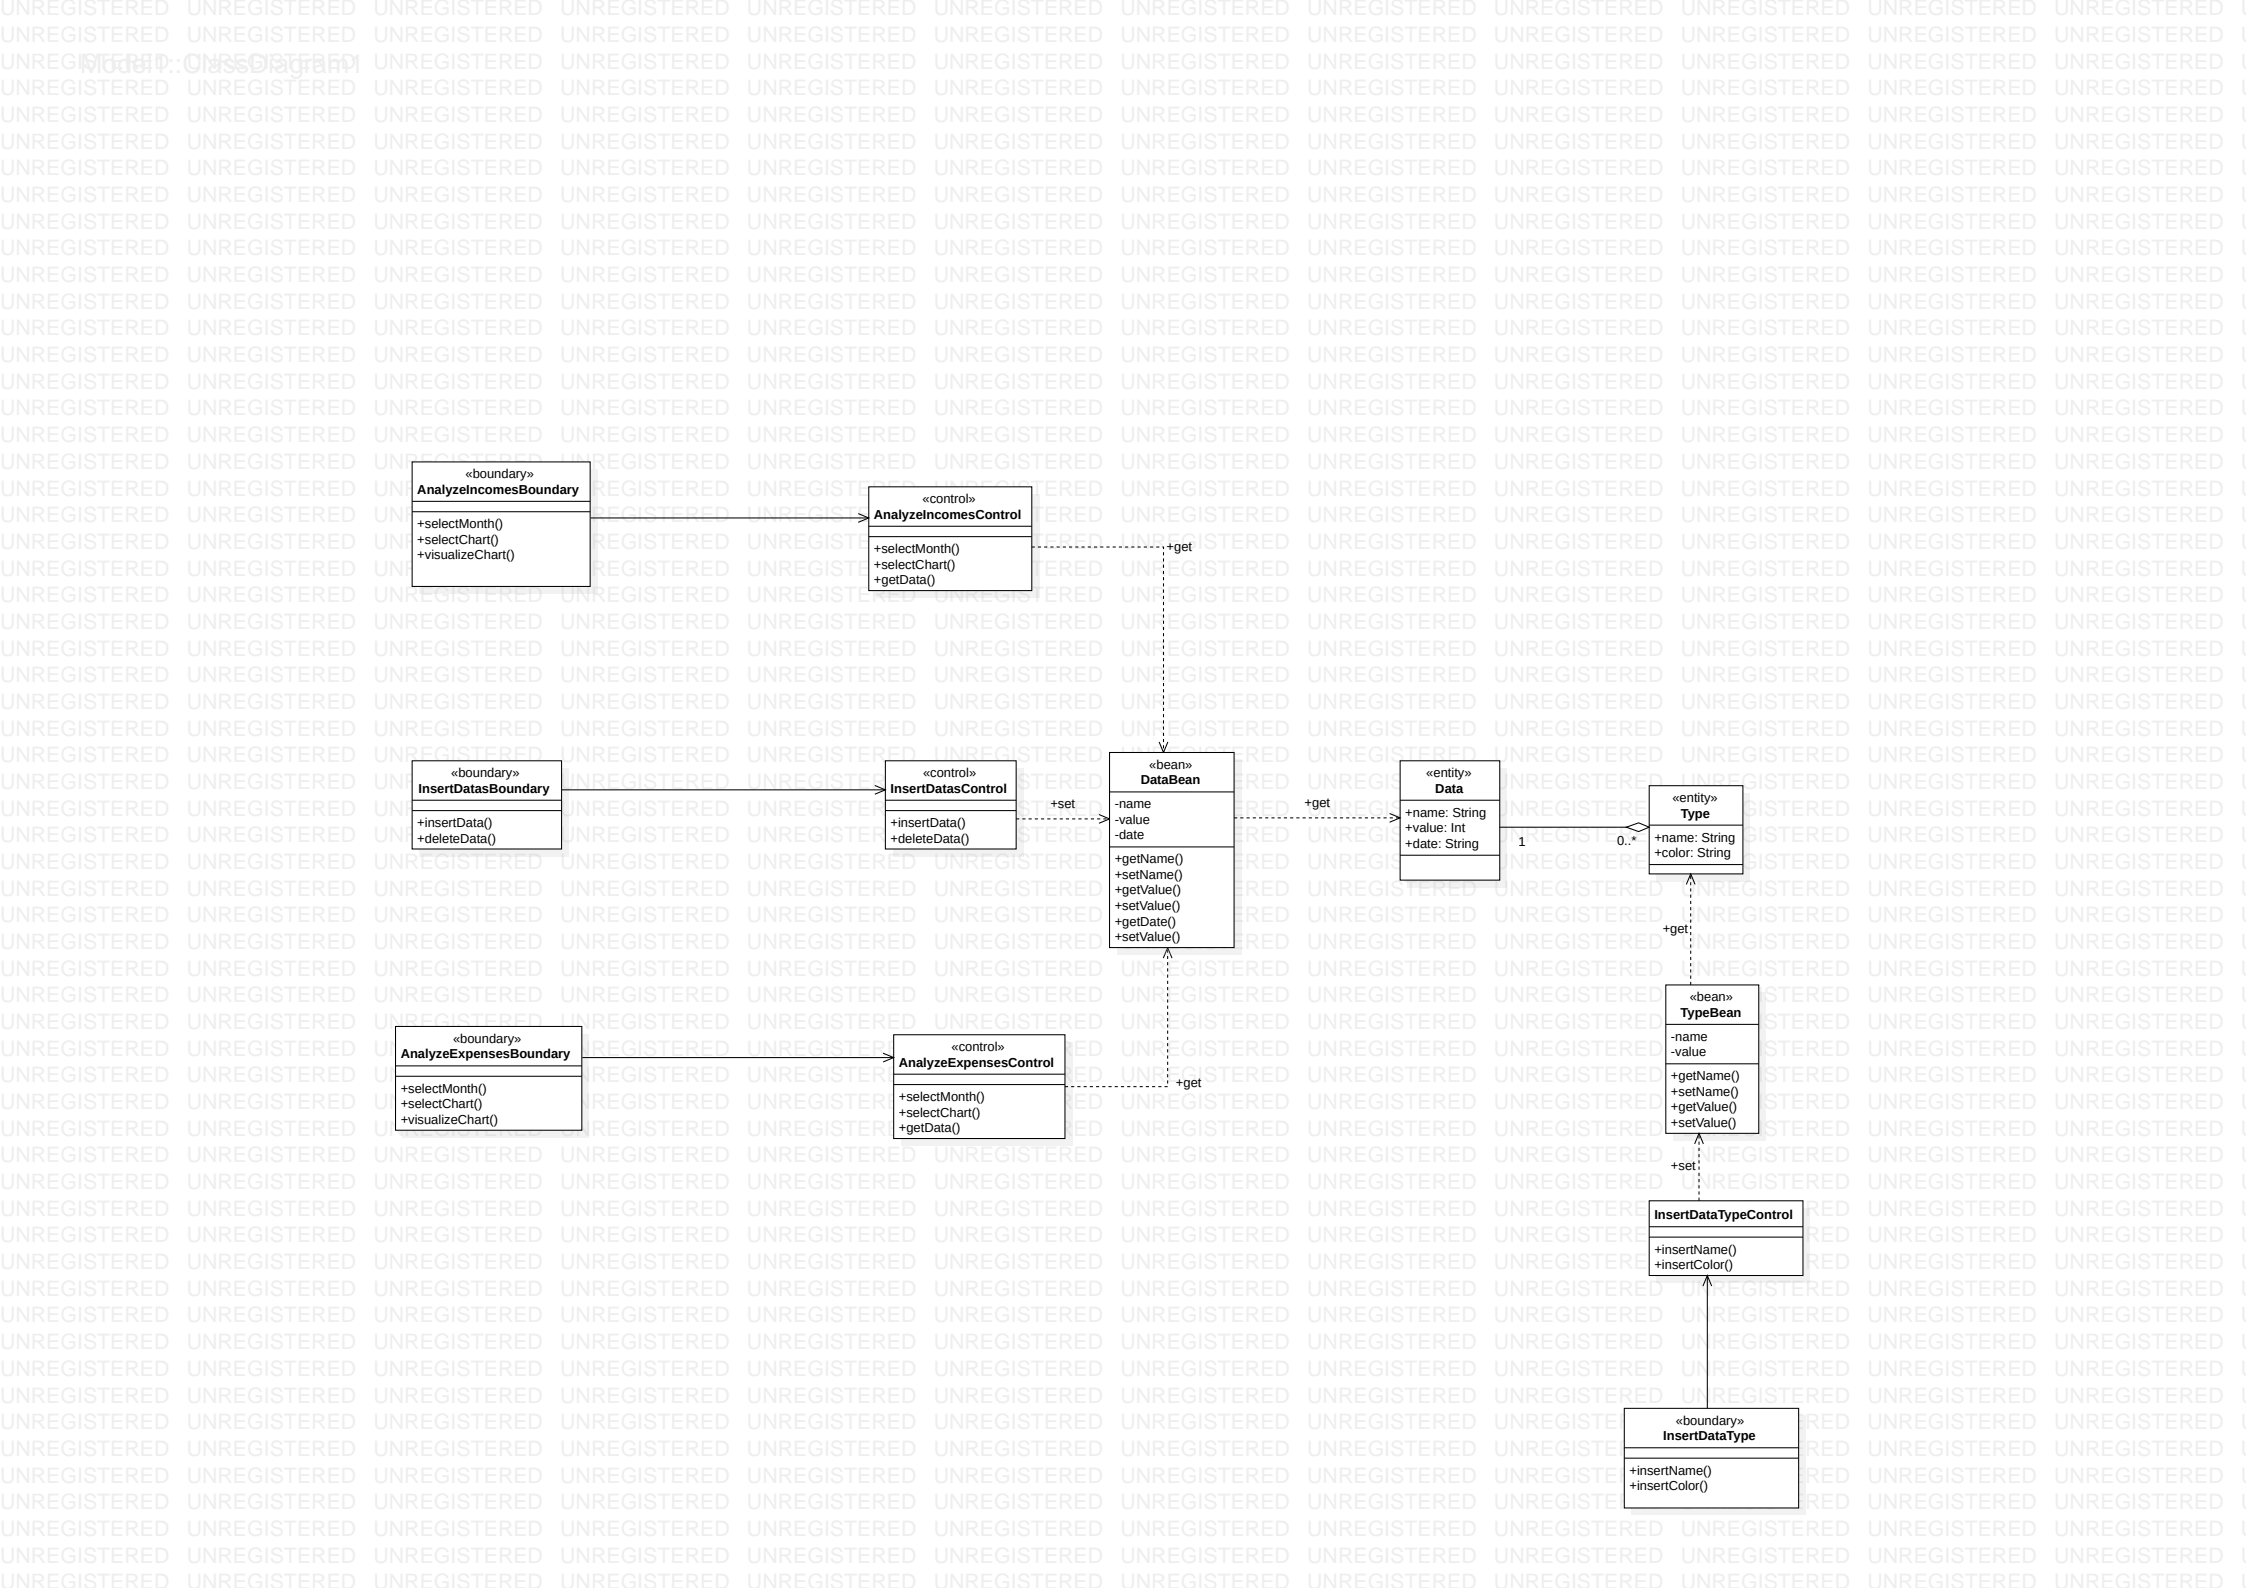 Model1::ClassDiagram1
UNREGISTERED
«boundary»
AnalyzeIncomesBoundary
+selectMonth()
+selectChart()
+visualizeChart()
«control»
AnalyzeIncomesControl
+selectMonth()
+selectChart()
+getData()
+get
«boundary»
InsertDatasBoundary
+insertData()
+deleteData()
«control»
InsertDatasControl
+insertData()
+deleteData()
+set
«bean»
DataBean
-name
-value
-date
+getName()
+setName()
+getValue()
+setValue()
+getDate()
+setValue()
+get
«entity»
Data
+name: String
+value: Int
+date: String
1
0..*
«entity»
Type
+name: String
+color: String
+get
«boundary»
AnalyzeExpensesBoundary
+selectMonth()
+selectChart()
+visualizeChart()
«control»
AnalyzeExpensesControl
+selectMonth()
+selectChart()
+getData()
+get
«bean»
TypeBean
-name
-value
+getName()
+setName()
+getValue()
+setValue()
+set
InsertDataTypeControl
+insertName()
+insertColor()
«boundary»
InsertDataType
+insertName()
+insertColor()